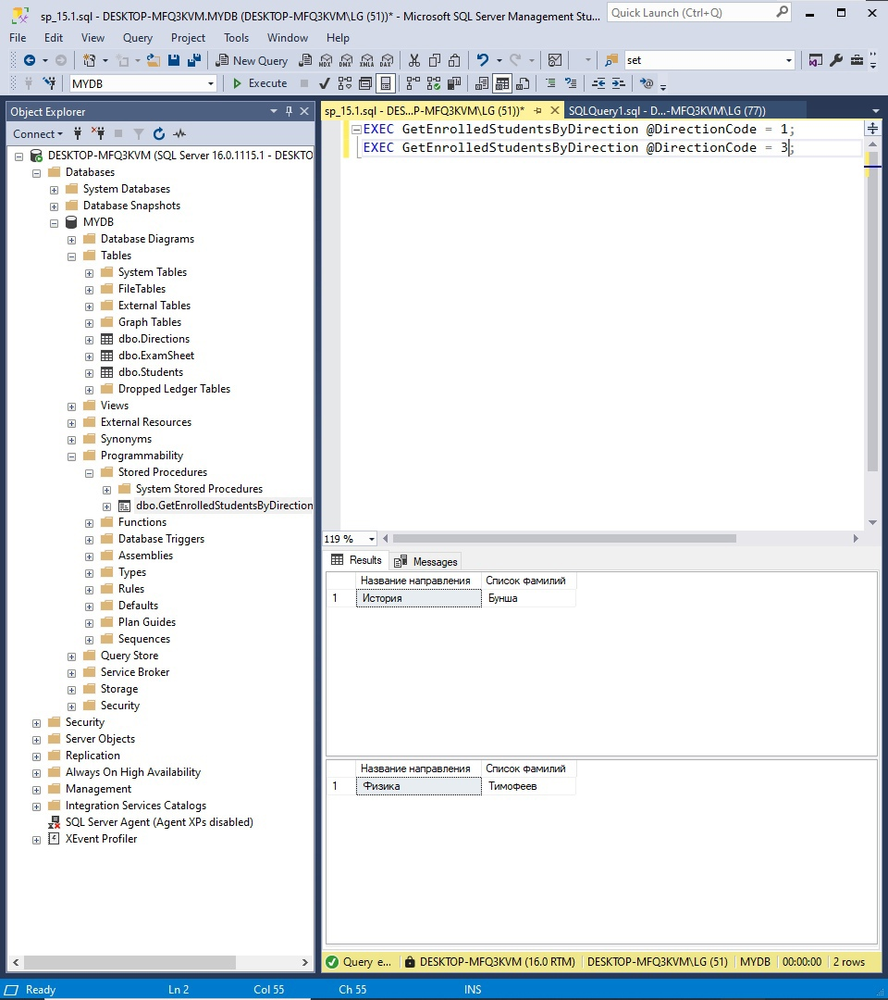 sp_15.1.sql - DESKTOP-MFQ3KVM.MYDB (DESKTOP-MFQ3KVM\LG (51))* - Microsoft SQL Server Management Stu...
Quick Launch (Ctrl+Q)
File Edit View Query Project Tools Window Help
New Query MDX DMX XMLA DAX set
MYDB Execute
Object Explorer
sp_15.1.sql - DES...P-MFQ3KVM\LG (51))* SQLQuery1.sql - D...-MFQ3KVM\LG (77))
Connect
EXEC GetEnrolledStudentsByDirection @DirectionCode = 1;
EXEC GetEnrolledStudentsByDirection @DirectionCode = 3;
DESKTOP-MFQ3KVM (SQL Server 16.0.1115.1 - DESKTO
Databases
System Databases
Database Snapshots
MYDB
Database Diagrams
Tables
System Tables
FileTables
External Tables
Graph Tables
dbo.Directions
dbo.ExamSheet
dbo.Students
Dropped Ledger Tables
Views
External Resources
Synonyms
Programmability
Stored Procedures
System Stored Procedures
dbo.GetEnrolledStudentsByDirection
Functions
Database Triggers
Assemblies
Types
Rules
Defaults
Plan Guides
Sequences
Query Store
Service Broker
Storage
Security
Security
Server Objects
Replication
Always On High Availability
Management
Integration Services Catalogs
SQL Server Agent (Agent XPs disabled)
XEvent Profiler
119 %
Results Messages
Название направления Список фамилий
1 История Бунша
Название направления Список фамилий
1 Физика Тимофеев
Query e... DESKTOP-MFQ3KVM (16.0 RTM) DESKTOP-MFQ3KVM\LG (51) MYDB 00:00:00 2 rows
Ready Ln 2 Col 55 Ch 55 INS